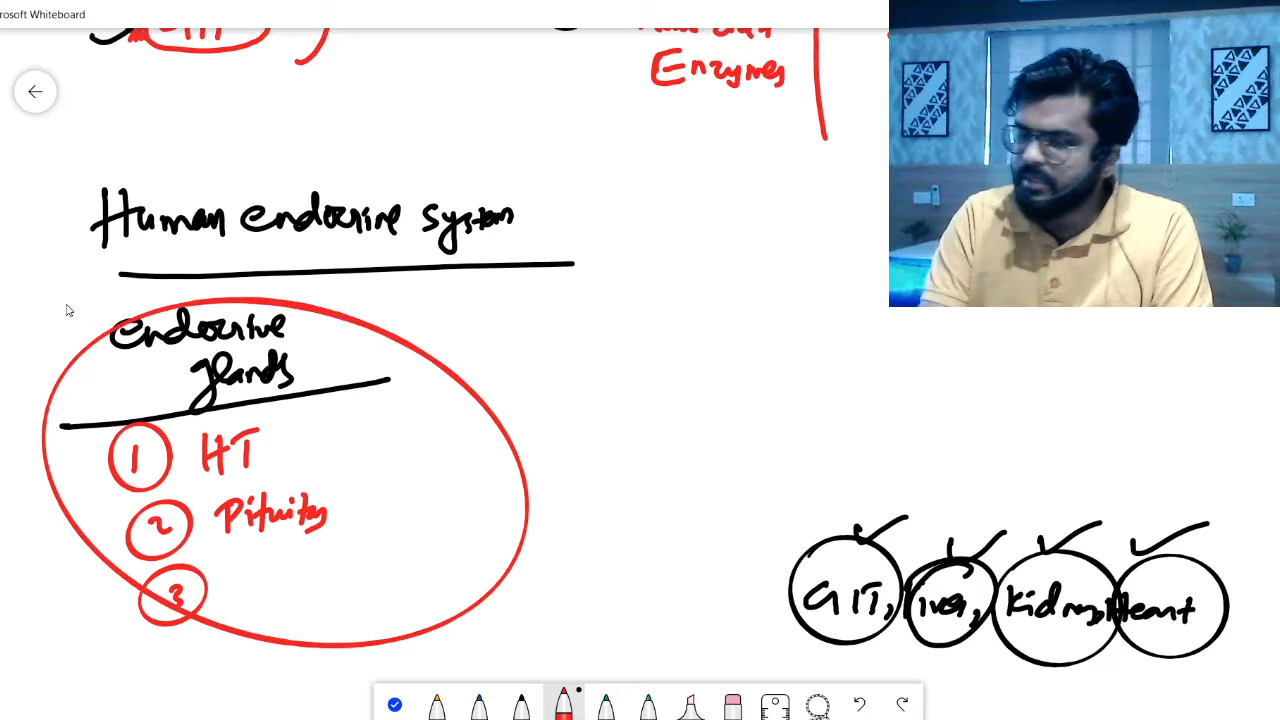 rosoft Whiteboard
Enzymes
Human endocrine system
endocrine
glands
1 HT
2 Pituitary
3
GIT, liver, Kidney, Heart